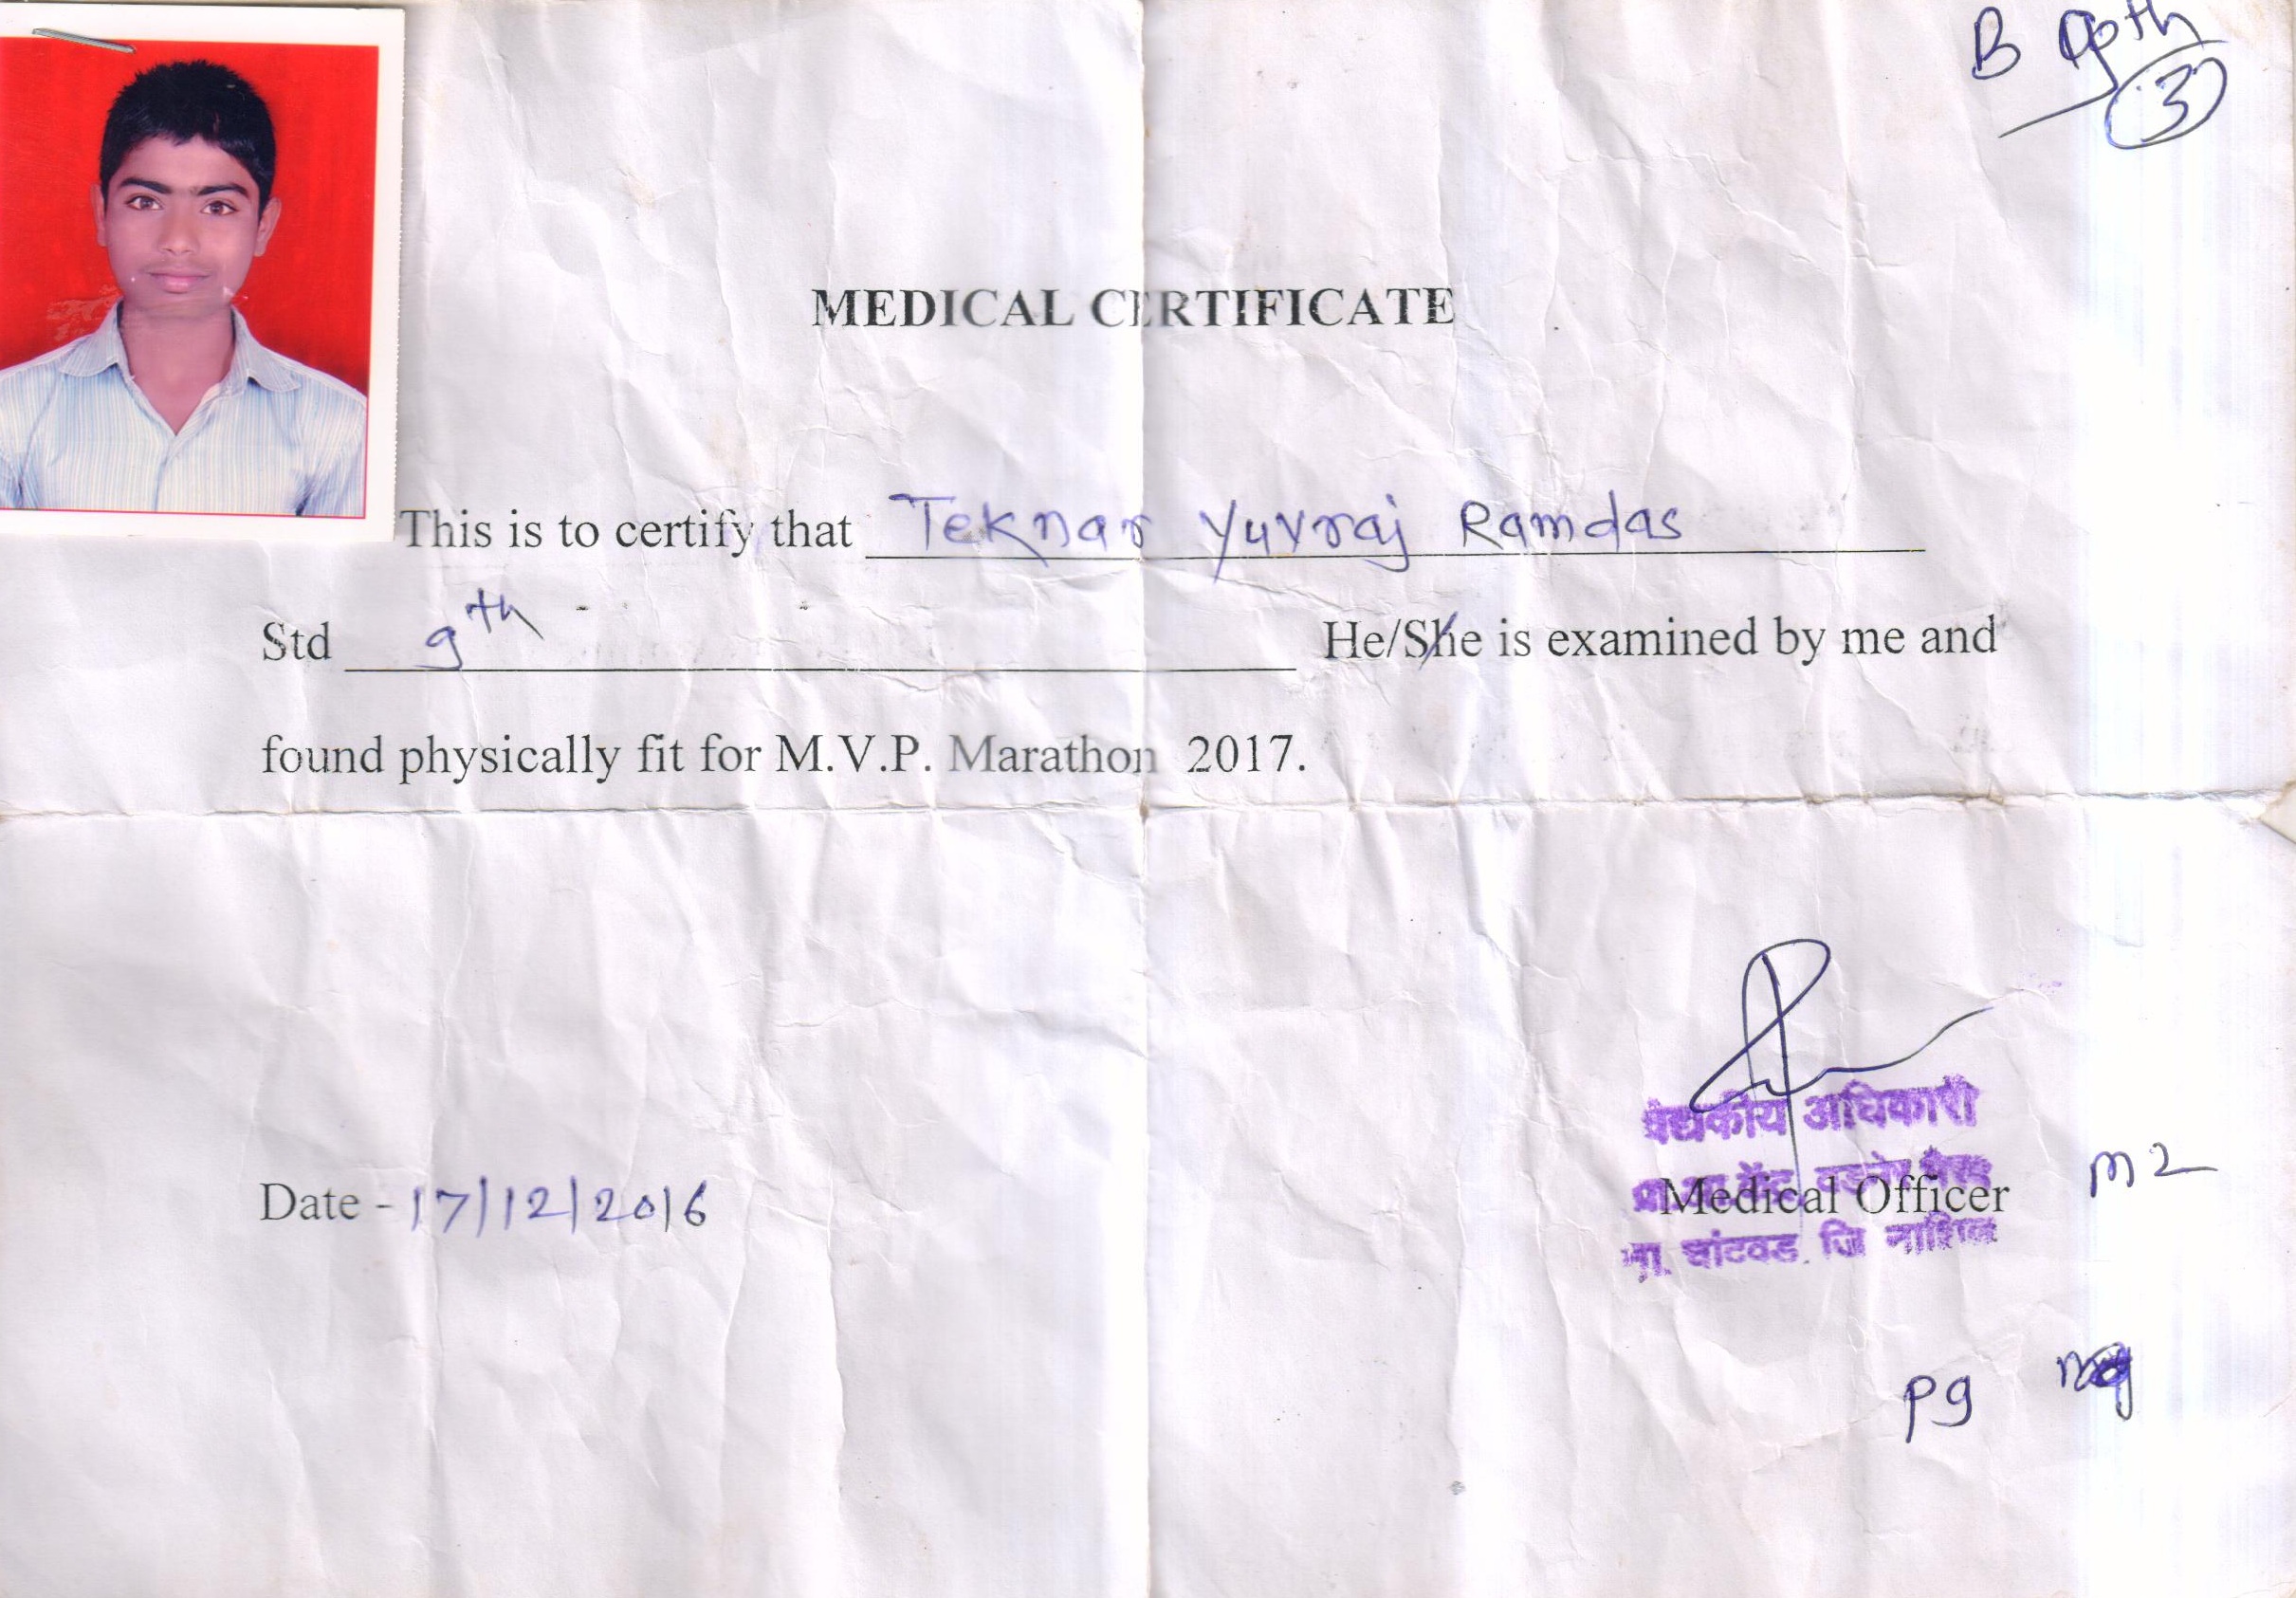 B 9th
3
MEDICAL CERTIFICATE
This is to certify that Teknar Yuvraj Ramdas
Std 9th He/She is examined by me and
found physically fit for M.V.P. Marathon 2017.
वैद्यकीय अधिकारी
Date - 17/12/2016 Medical Officer m2
ता. चांदवड जि नाशिक
pg